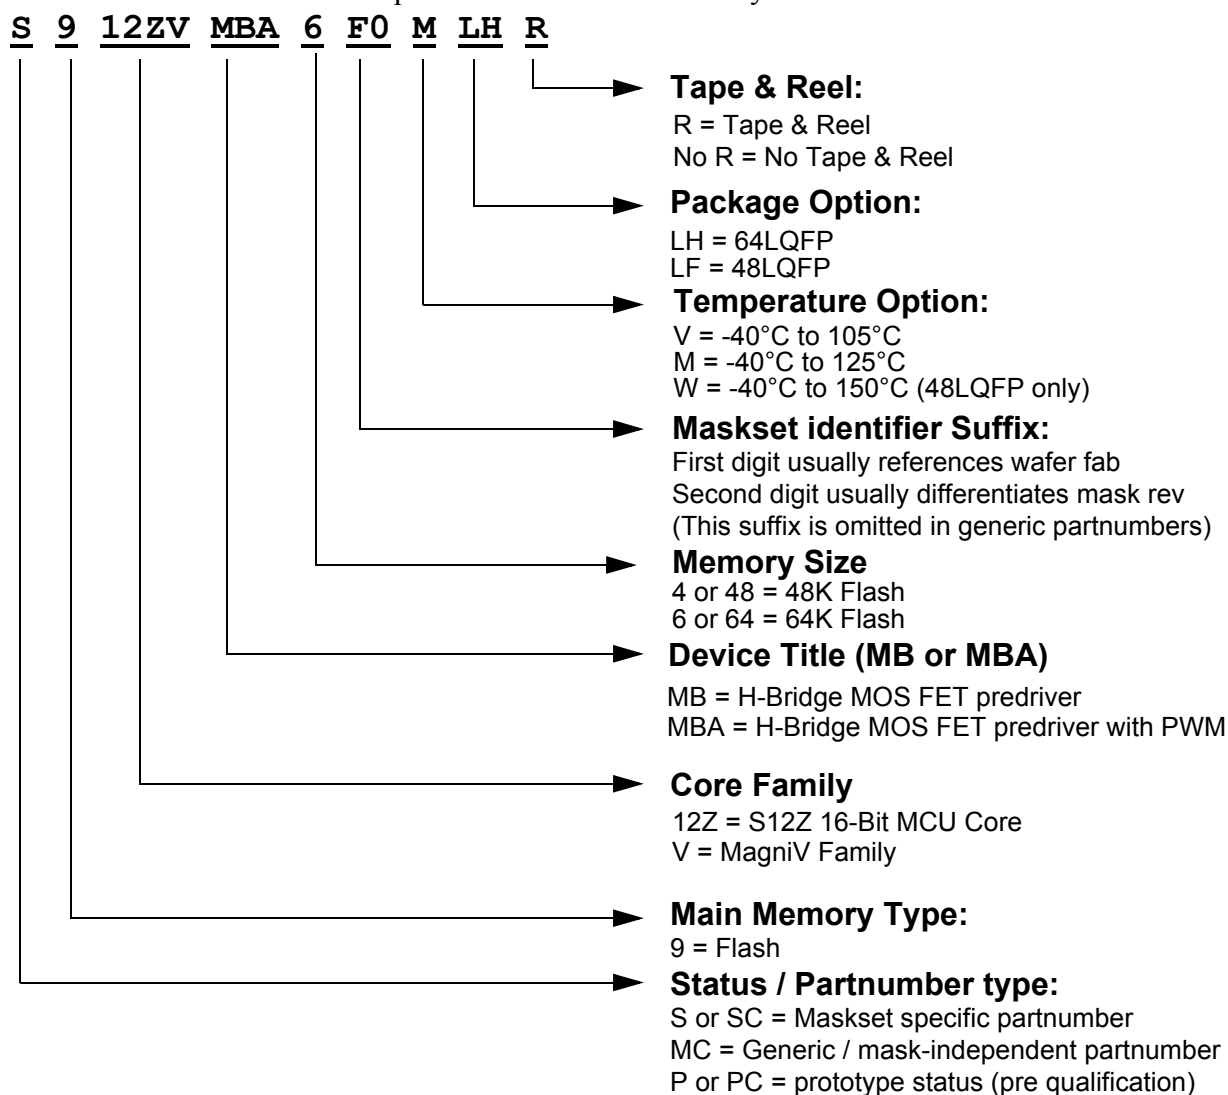 S 9 12ZV MBA 6 F0 M LH R
Tape & Reel:
R = Tape & Reel
No R = No Tape & Reel
Package Option:
LH = 64LQFP
LF = 48LQFP
Temperature Option:
V = -40°C to 105°C
M = -40°C to 125°C
W = -40°C to 150°C (48LQFP only)
Maskset identifier Suffix:
First digit usually references wafer fab
Second digit usually differentiates mask rev
(This suffix is omitted in generic partnumbers)
Memory Size
4 or 48 = 48K Flash
6 or 64 = 64K Flash
Device Title (MB or MBA)
MB = H-Bridge MOS FET predriver
MBA = H-Bridge MOS FET predriver with PWM
Core Family
12Z = S12Z 16-Bit MCU Core
V = MagniV Family
Main Memory Type:
9 = Flash
Status / Partnumber type:
S or SC = Maskset specific partnumber
MC = Generic / mask-independent partnumber
P or PC = prototype status (pre qualification)